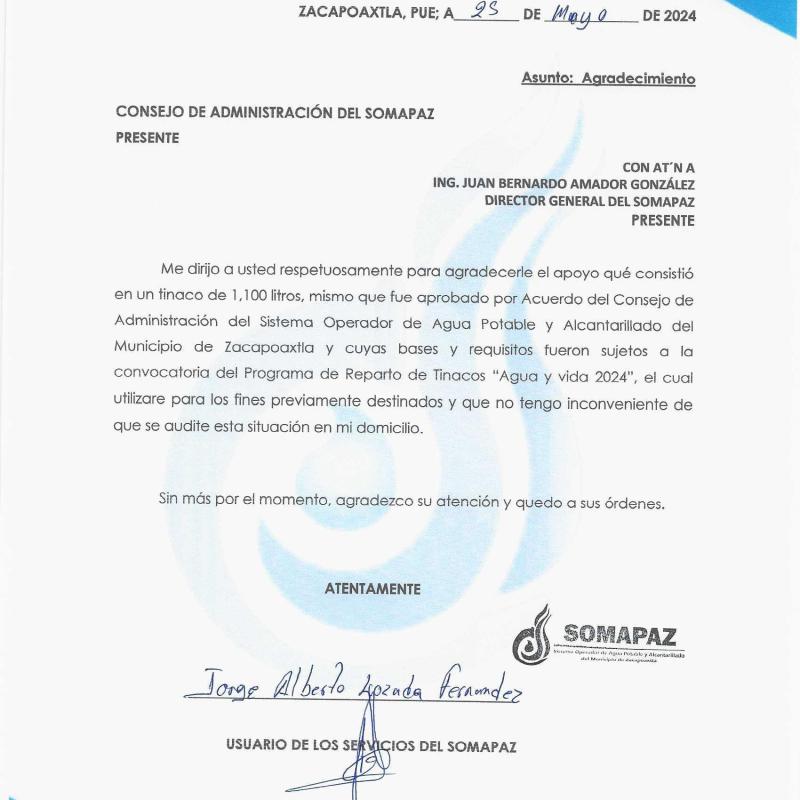 ZACAPOAXTLA, PUE; A 23 DE Mayo DE 2024
Asunto: Agradecimiento
CONSEJO DE ADMINISTRACIÓN DEL SOMAPAZ
PRESENTE
CON AT´N A
ING. JUAN BERNARDO AMADOR GONZÁLEZ
DIRECTOR GENERAL DEL SOMAPAZ
PRESENTE
Me dirijo a usted respetuosamente para agradecerle el apoyo qué consistió
en un tinaco de 1,100 litros, mismo que fue aprobado por Acuerdo del Consejo de
Administración del Sistema Operador de Agua Potable y Alcantarillado del
Municipio de Zacapoaxtla y cuyas bases y requisitos fueron sujetos a la
convocatoria del Programa de Reparto de Tinacos “Agua y vida 2024”, el cual
utilizare para los fines previamente destinados y que no tengo inconveniente de
que se audite esta situación en mi domicilio.
Sin más por el momento, agradezco su atención y quedo a sus órdenes.
ATENTAMENTE
SOMAPAZ
Sistema Operador de Agua Potable y Alcantarillado
del Municipio de Zacapoaxtla
Jorge Alberto Lozada Fernandez
USUARIO DE LOS SERVICIOS DEL SOMAPAZ